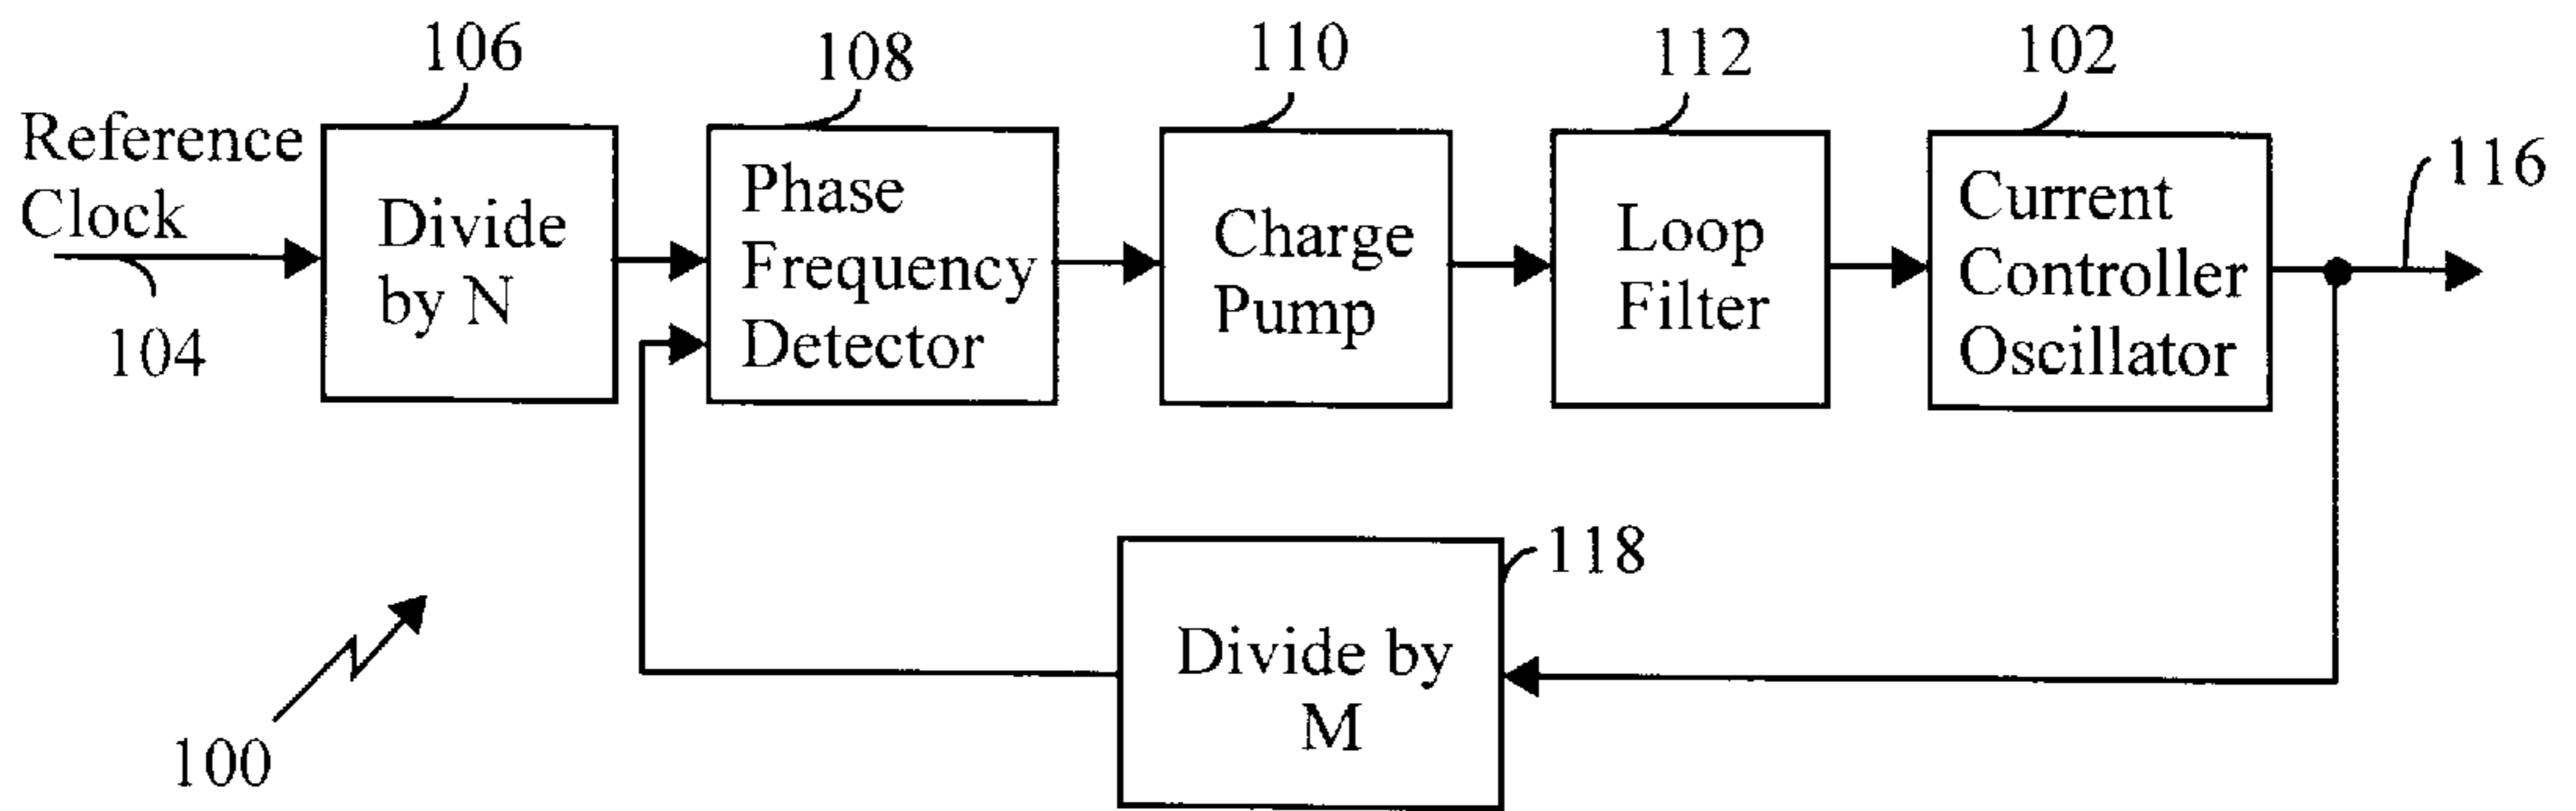 106
108
110
112
102
116
Reference
Clock
104
Divide
by N
Phase
Frequency
Detector
Charge
Pump
Loop
Filter
Current
Controller
Oscillator
118
Divide by
M
100